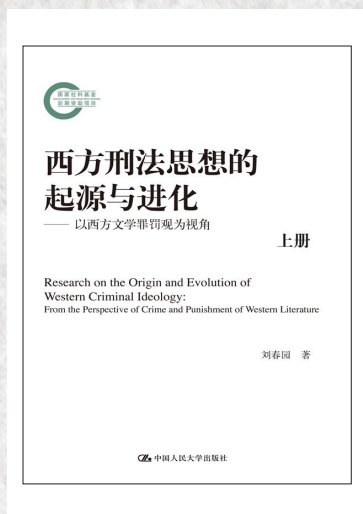 国家社科基金
后期资助项目
西方刑法思想的
起源与进化
—— 以西方文学罪罚观为视角
上册
Research on the Origin and Evolution of
Western Criminal Ideology:
From the Perspective of Crime and Punishment of Western Literature
刘春园 著
中国人民大学出版社